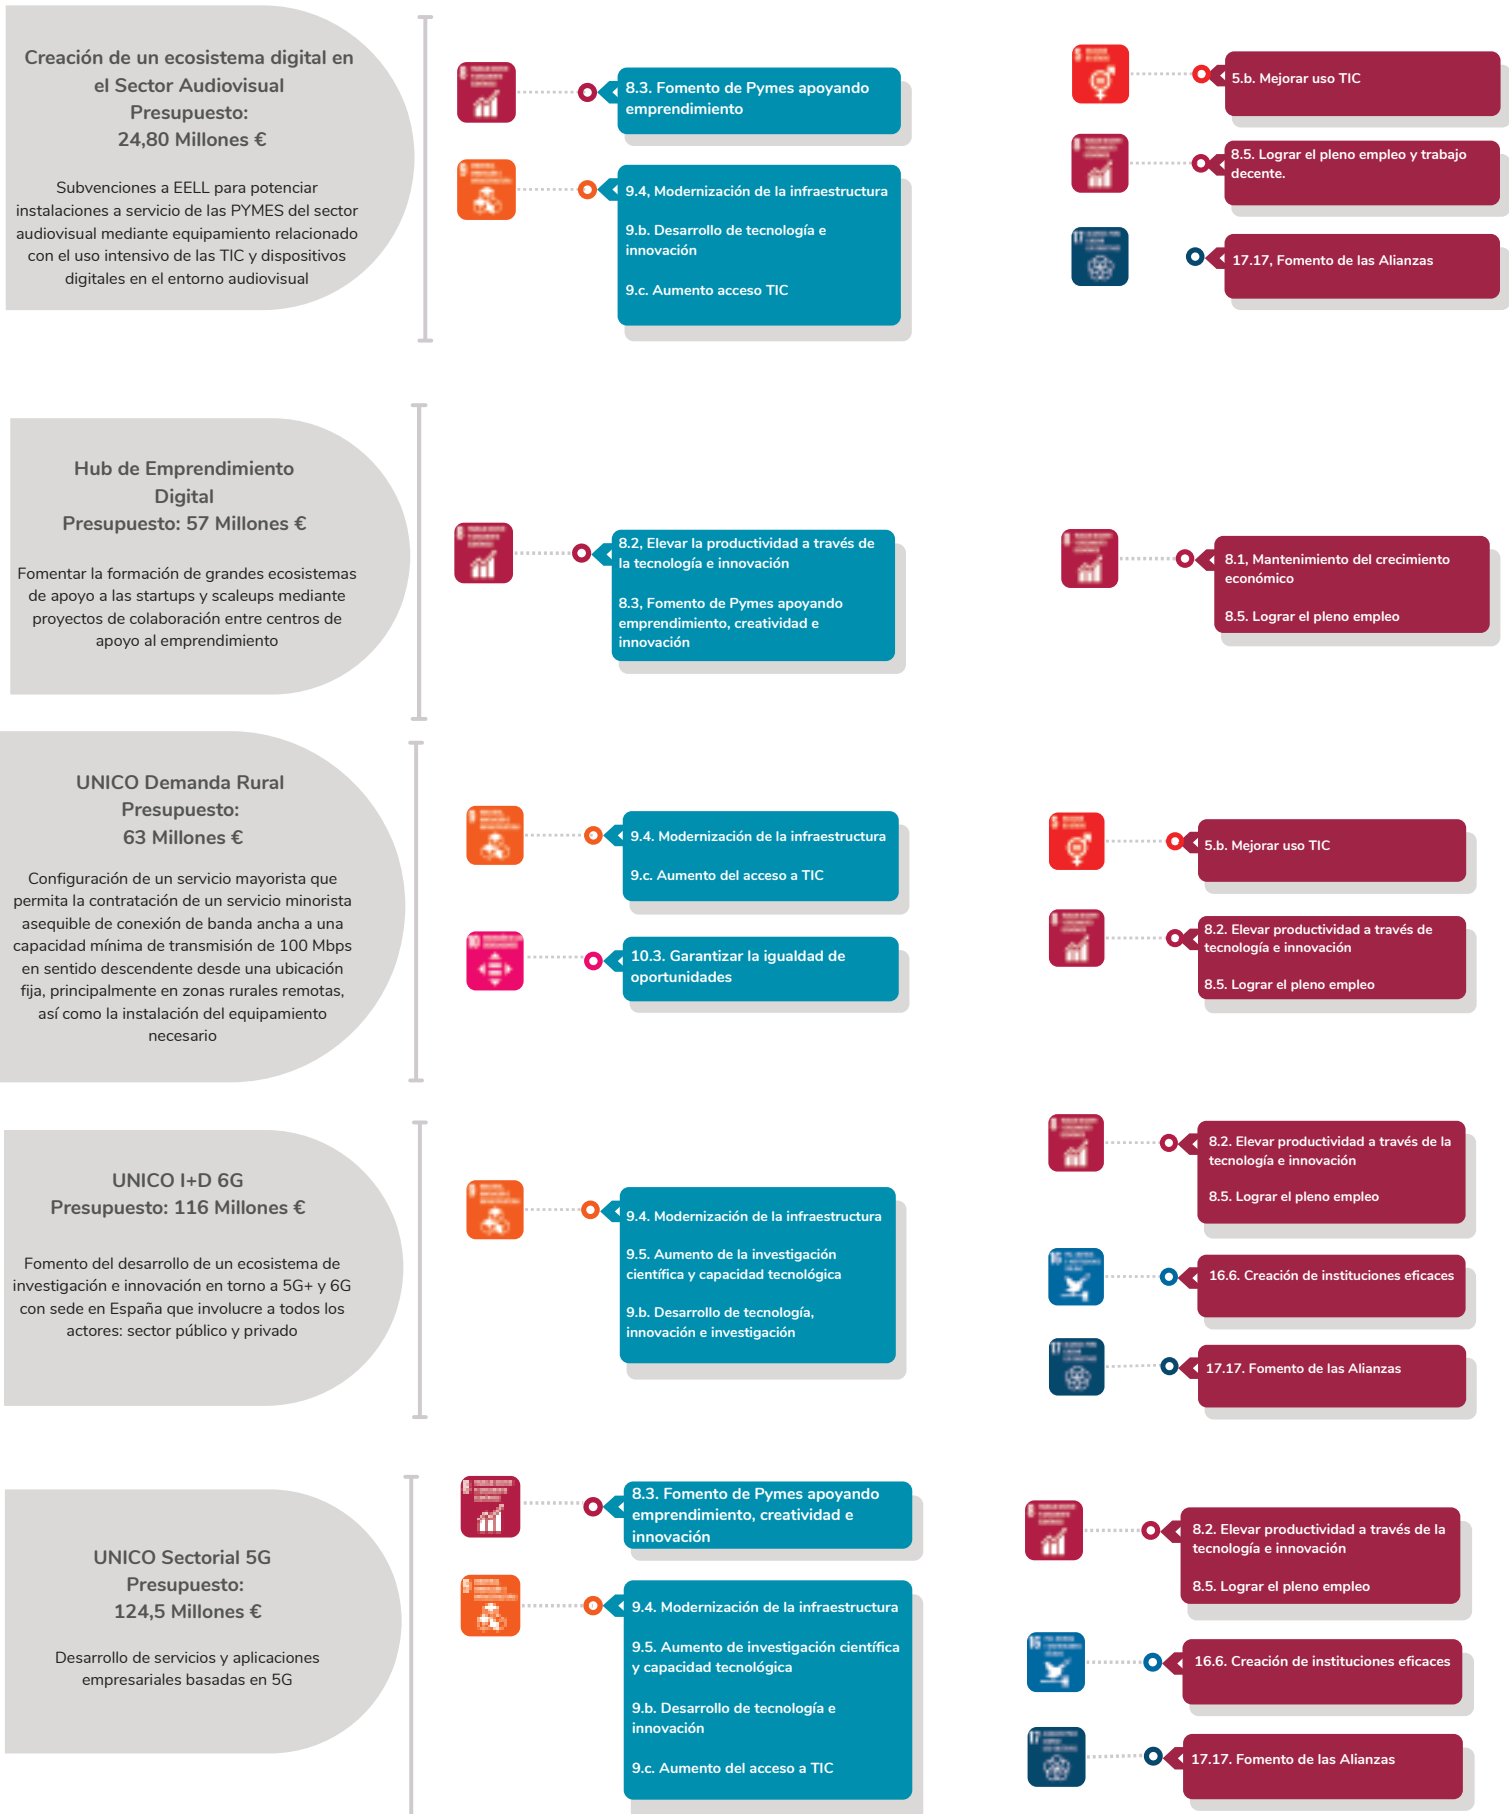 Creación de un ecosistema digital en
el Sector Audiovisual
Presupuesto:
24,80 Millones €
Subvenciones a EELL para potenciar
instalaciones a servicio de las PYMES del sector
audiovisual mediante equipamiento relacionado
con el uso intensivo de las TIC y dispositivos
digitales en el entorno audiovisual
8.3. Fomento de Pymes apoyando
emprendimiento
9.4, Modernización de la infraestructura
9.b. Desarrollo de tecnología e
innovación
9.c. Aumento acceso TIC
5.b. Mejorar uso TIC
8.5. Lograr el pleno empleo y trabajo
decente.
17
17.17, Fomento de las Alianzas
Hub de Emprendimiento
Digital
Presupuesto: 57 Millones €
Fomentar la formación de grandes ecosistemas
de apoyo a las startups y scaleups mediante
proyectos de colaboración entre centros de
apoyo al emprendimiento
8.2, Elevar la productividad a través de
la tecnología e innovación
8.3, Fomento de Pymes apoyando
emprendimiento, creatividad e
innovación
8.1, Mantenimiento del crecimiento
económico
8.5. Lograr el pleno empleo
UNICO Demanda Rural
Presupuesto:
63 Millones €
Configuración de un servicio mayorista que
permita la contratación de un servicio minorista
asequible de conexión de banda ancha a una
capacidad mínima de transmisión de 100 Mbps
en sentido descendente desde una ubicación
fija, principalmente en zonas rurales remotas,
así como la instalación del equipamiento
necesario
9.4. Modernización de la infraestructura
9.c. Aumento del acceso a TIC
10
10.3. Garantizar la igualdad de
oportunidades
5.b. Mejorar uso TIC
8.2. Elevar productividad a través de
tecnología e innovación
8.5. Lograr el pleno empleo
UNICO I+D 6G
Presupuesto: 116 Millones €
Fomento del desarrollo de un ecosistema de
investigación e innovación en torno a 5G+ y 6G
con sede en España que involucre a todos los
actores: sector público y privado
9.4. Modernización de la infraestructura
9.5. Aumento de la investigación
científica y capacidad tecnológica
9.b. Desarrollo de tecnología,
innovación e investigación
8.2. Elevar productividad a través de la
tecnología e innovación
8.5. Lograr el pleno empleo
16
16.6. Creación de instituciones eficaces
17
17.17. Fomento de las Alianzas
UNICO Sectorial 5G
Presupuesto:
124,5 Millones €
Desarrollo de servicios y aplicaciones
empresariales basadas en 5G
8.3. Fomento de Pymes apoyando
emprendimiento, creatividad e
innovación
9.4. Modernización de la infraestructura
9.5. Aumento de investigación científica
y capacidad tecnológica
9.b. Desarrollo de tecnología e
innovación
9.c. Aumento del acceso a TIC
8.2. Elevar productividad a través de la
tecnología e innovación
8.5. Lograr el pleno empleo
16
16.6. Creación de instituciones eficaces
17
17.17. Fomento de las Alianzas